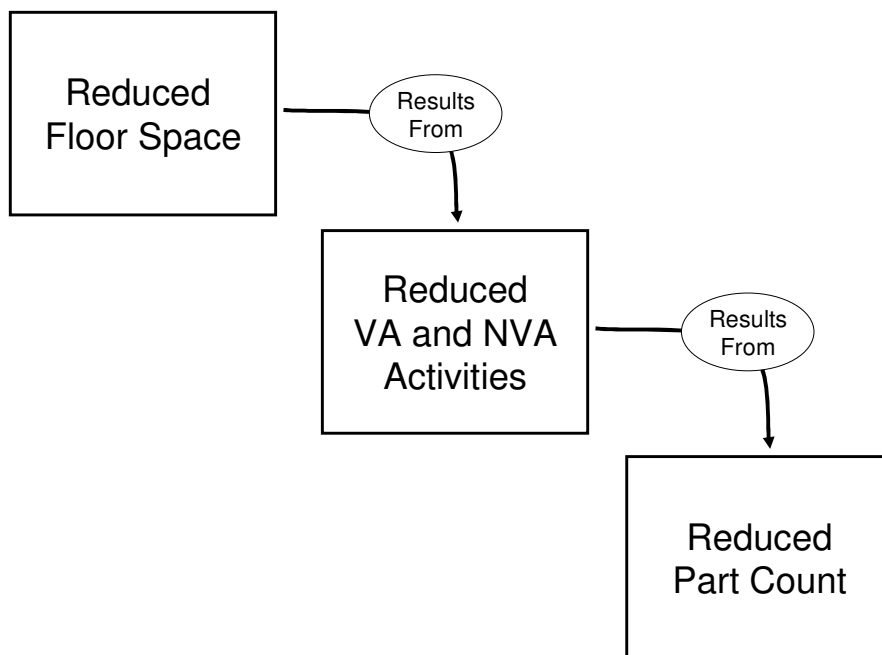 Reduced
Floor Space
Results
From
Reduced
VA and NVA
Activities
Results
From
Reduced
Part Count